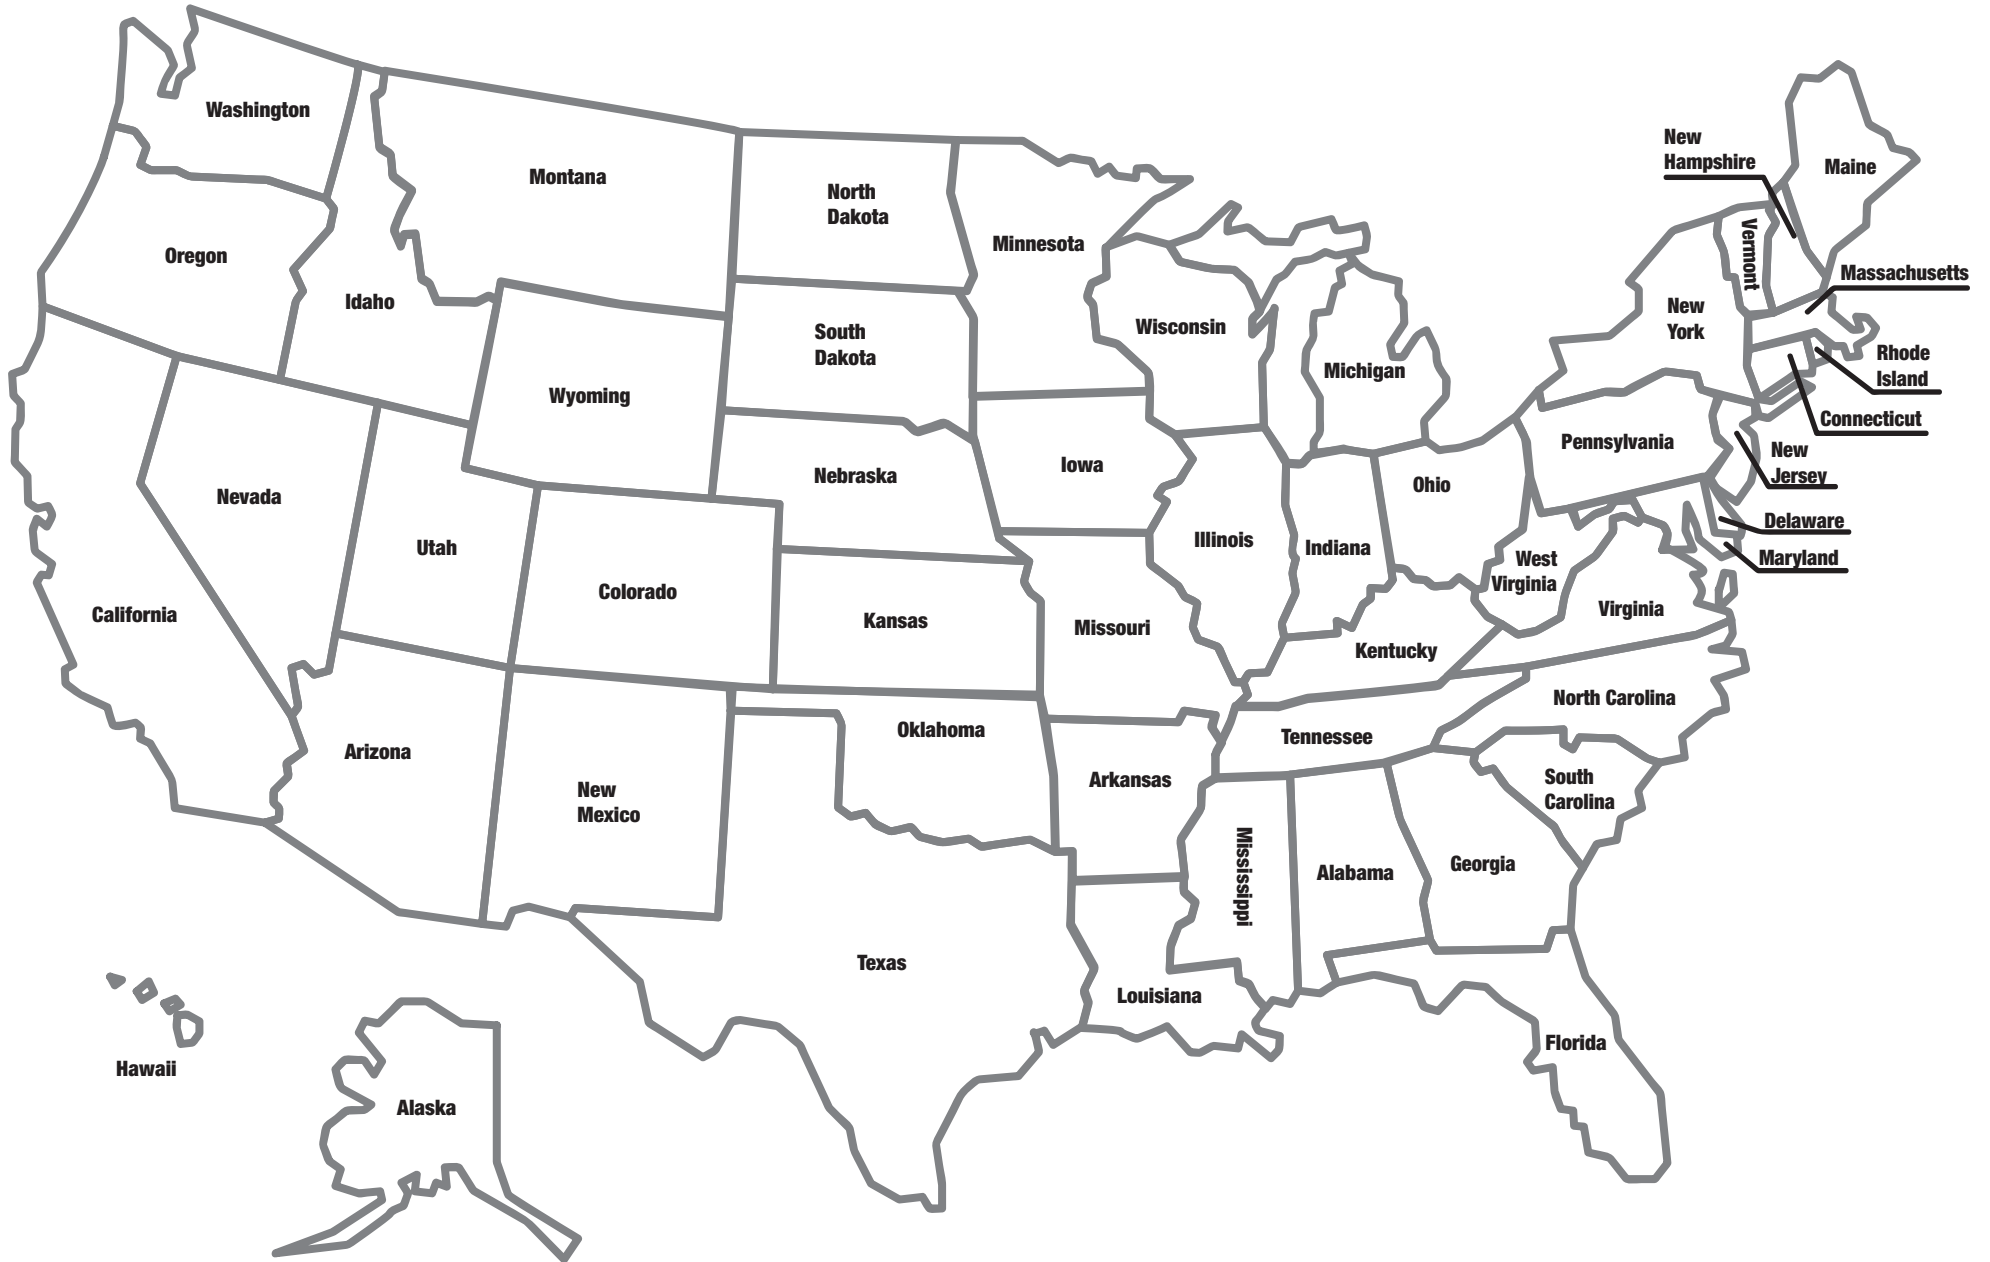 Washington
Montana
North
Dakota
Minnesota
New
Hampshire
Maine
Oregon
Idaho
Vermont
Massachusetts
South
Dakota
Wisconsin
New
York
Wyoming
Michigan
Rhode
Island
Connecticut
Nevada
Nebraska
Iowa
Ohio
Pennsylvania
New
Jersey
Utah
Colorado
Illinois
Indiana
West
Virginia
Delaware
Maryland
California
Kansas
Missouri
Kentucky
Virginia
Arizona
New
Mexico
Oklahoma
Arkansas
Tennessee
North Carolina
South
Carolina
Mississippi
Alabama
Georgia
Texas
Louisiana
Florida
Hawaii
Alaska